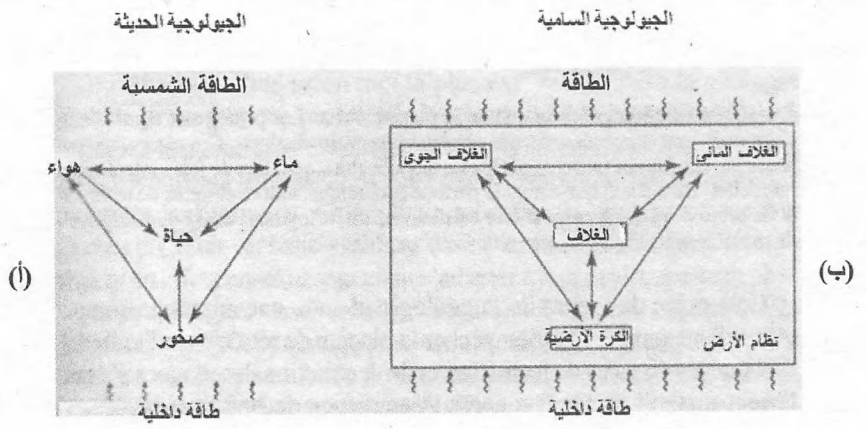 الجيولوجية السامية
الجيولوجية الحديثة
(ب)
الطاقة
الغلاف المائي
الغلاف الجوي
الغلاف
الكرة الأرضية
نظام الأرض
طاقة داخلية
(أ)
الطاقة الشمسية
ماء
هواء
حياة
صخور
طاقة داخلية